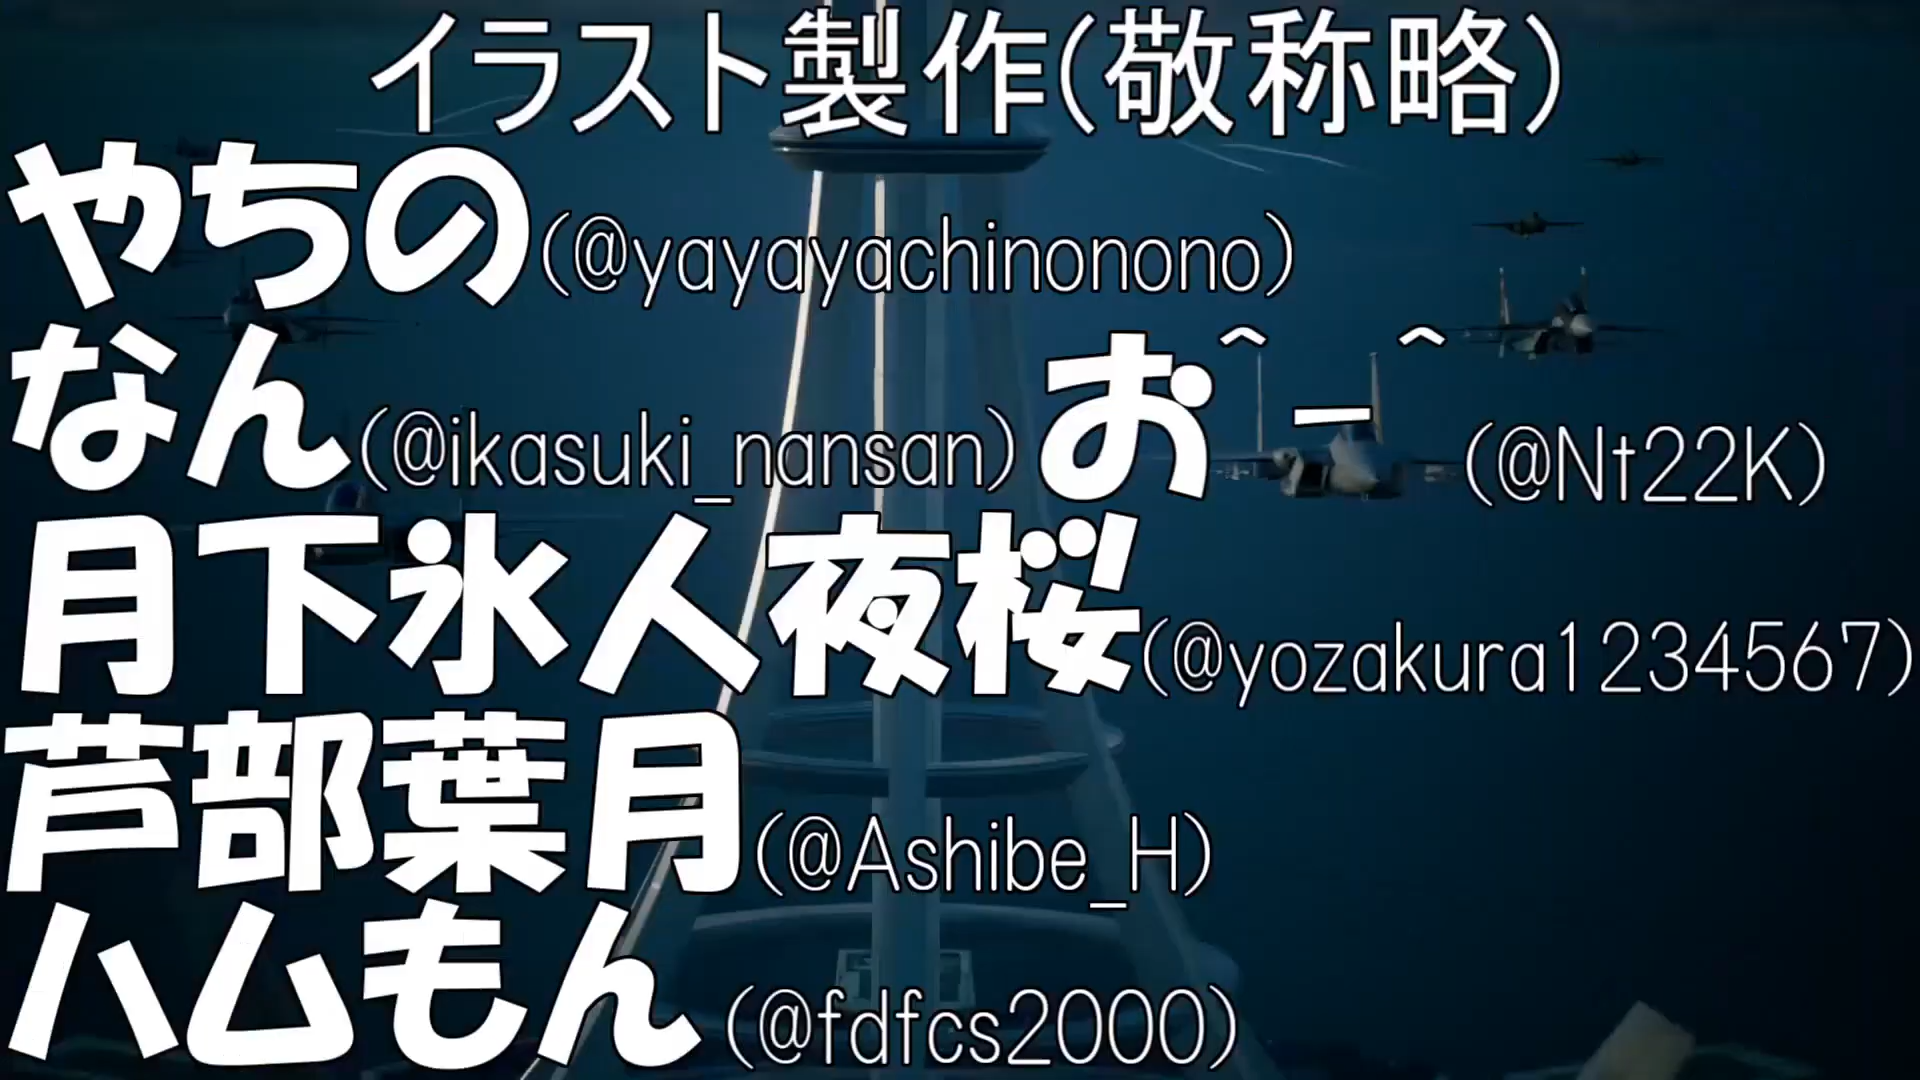 イラスト製作(敬称略)
やちの(@yayayachinonono)
なん(@ikasuki_nansan) お^ - ^(@Nt22K)
月下氷人夜桜(@yozakura1234567)
芦部葉月(@Ashibe_H)
ハムもん(@fdfcs2000)